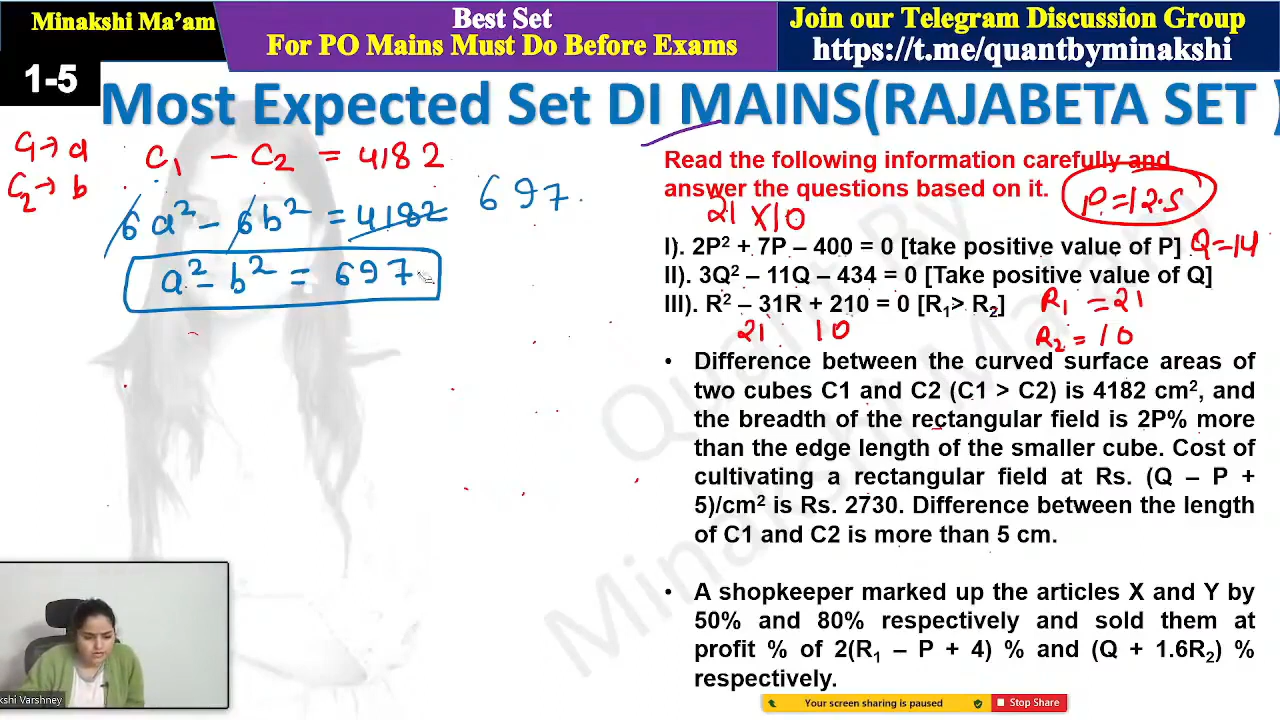 Minakshi Ma'am
Best Set
For PO Mains Must Do Before Exams
Join our Telegram Discussion Group
https://t.me/quantbyminakshi
1-5
Most Expected Set DI MAINS(RAJABETA SET )
C1 → a
C2 → b
C1 – C2 = 4182
6a² – 6b² = 4182
697.
a² – b² = 697
Read the following information carefully and
answer the questions based on it.
P=12.5
21 X10
I). 2P² + 7P – 400 = 0 [take positive value of P]
Q=14
II). 3Q² – 11Q – 434 = 0 [Take positive value of Q]
III). R² – 31R + 210 = 0 [R₁> R₂]
R1 = 21
21 10
R2 = 10
• Difference between the curved surface areas of
two cubes C1 and C2 (C1 > C2) is 4182 cm², and
the breadth of the rectangular field is 2P% more
than the edge length of the smaller cube. Cost of
cultivating a rectangular field at Rs. (Q – P +
5)/cm² is Rs. 2730. Difference between the length
of C1 and C2 is more than 5 cm.
• A shopkeeper marked up the articles X and Y by
50% and 80% respectively and sold them at
profit % of 2(R₁ – P + 4) % and (Q + 1.6R₂) %
respectively.
Your screen sharing is paused
Stop Share
kshi Varshney